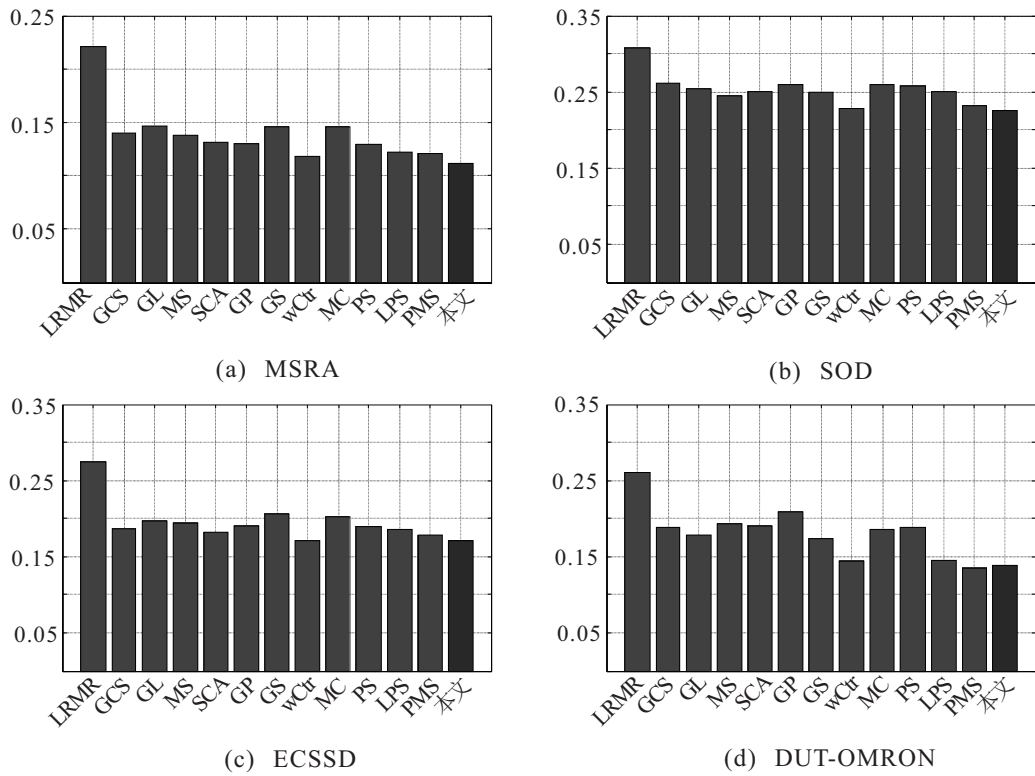 0.25
0.15
0.05
LRMR GCS GL MS SCA GP GS wCtr MC PS LPS PMS 本文
(a) MSRA
0.35
0.25
0.15
0.05
LRMR GCS GL MS SCA GP GS wCtr MC PS LPS PMS 本文
(b) SOD
0.35
0.25
0.15
0.05
LRMR GCS GL MS SCA GP GS wCtr MC PS LPS PMS 本文
(c) ECSSD
0.35
0.25
0.15
0.05
LRMR GCS GL MS SCA GP GS wCtr MC PS LPS PMS 本文
(d) DUT-OMRON